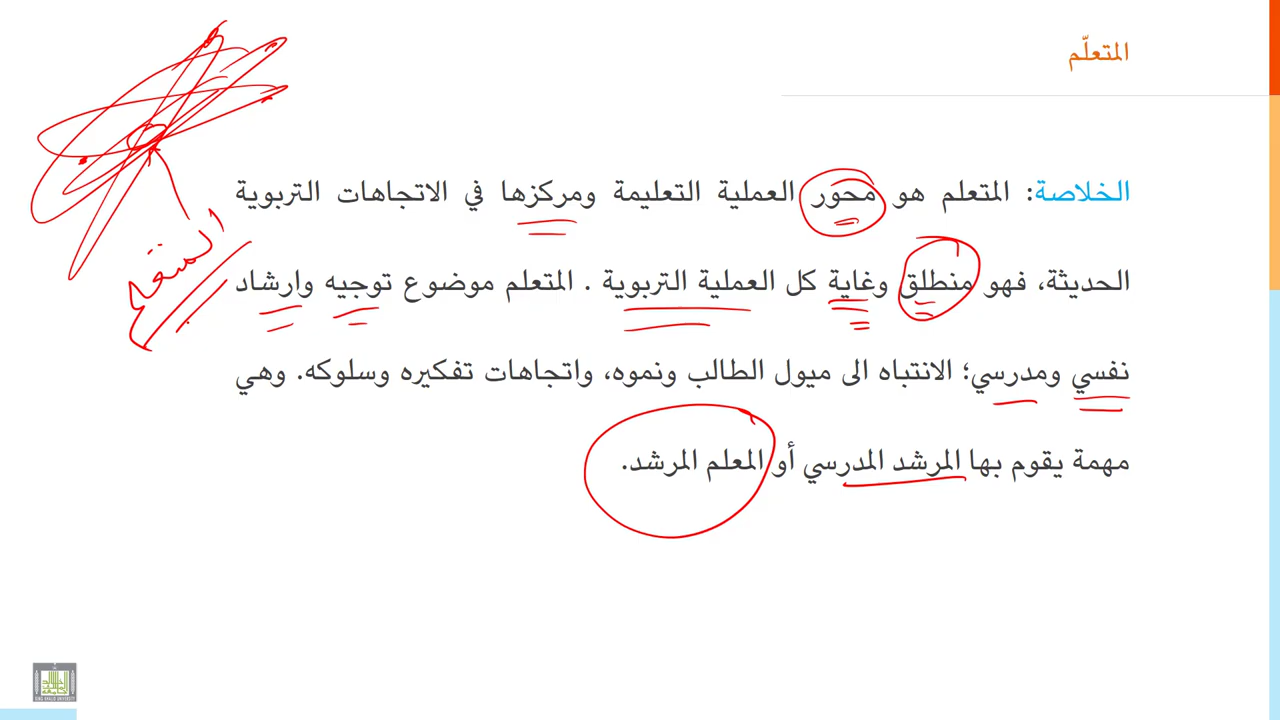 المتعلّم
الخلاصة: المتعلم هو محور العملية التعليمة ومركزها في الاتجاهات التربوية
الحديثة، فهو منطلق وغاية كل العملية التربوية . المتعلم موضوع توجيه وارشاد
نفسي ومدرسي؛ الانتباه الى ميول الطالب ونموه، واتجاهات تفكيره وسلوكه. وهي
مهمة يقوم بها المرشد المدرسي أو المعلم المرشد.
المتعلم